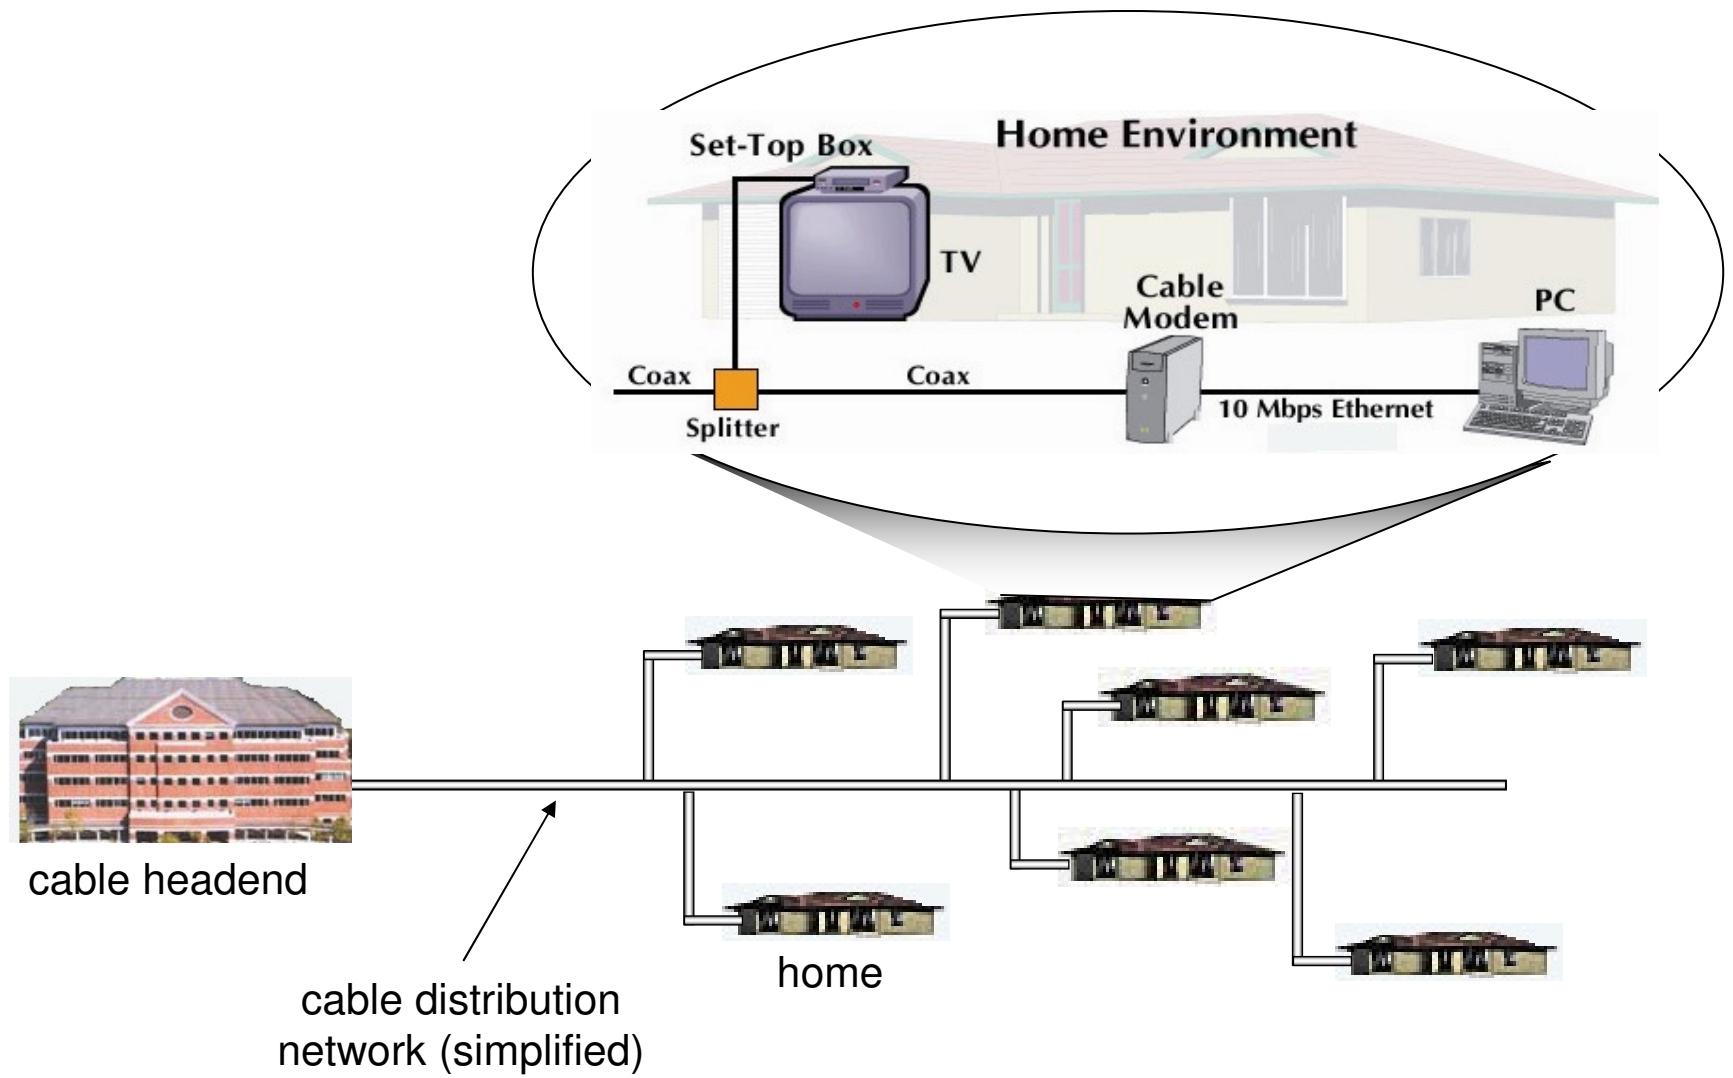 Home Environment
Set-Top Box
TV
Cable
Modem
PC
Coax
Coax
10 Mbps Ethernet
Splitter
cable headend
home
cable distribution
network (simplified)